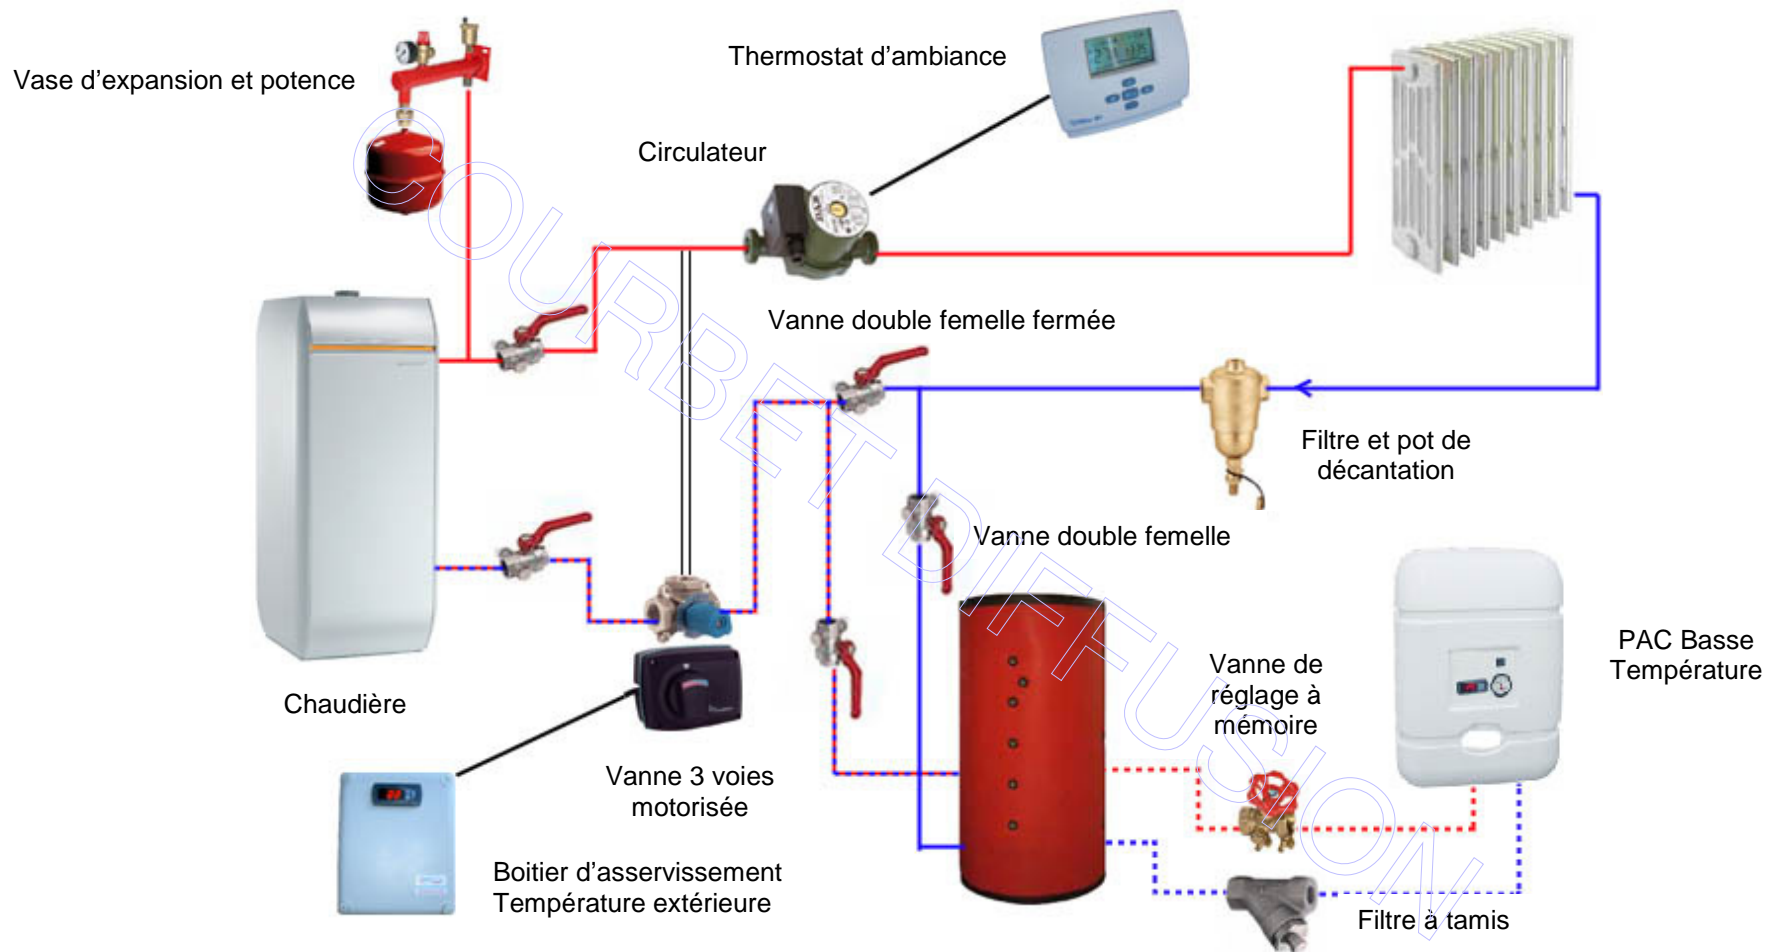 Vase d'expansion et potence
Thermostat d'ambiance
Circulateur
Vanne double femelle fermée
Filtre et pot de
décantation
Vanne double femelle
PAC Basse
Température
Vanne de
réglage à
mémoire
Chaudière
Vanne 3 voies
motorisée
Boitier d'asservissement
Température extérieure
Filtre à tamis
COURBET DIFFUSION